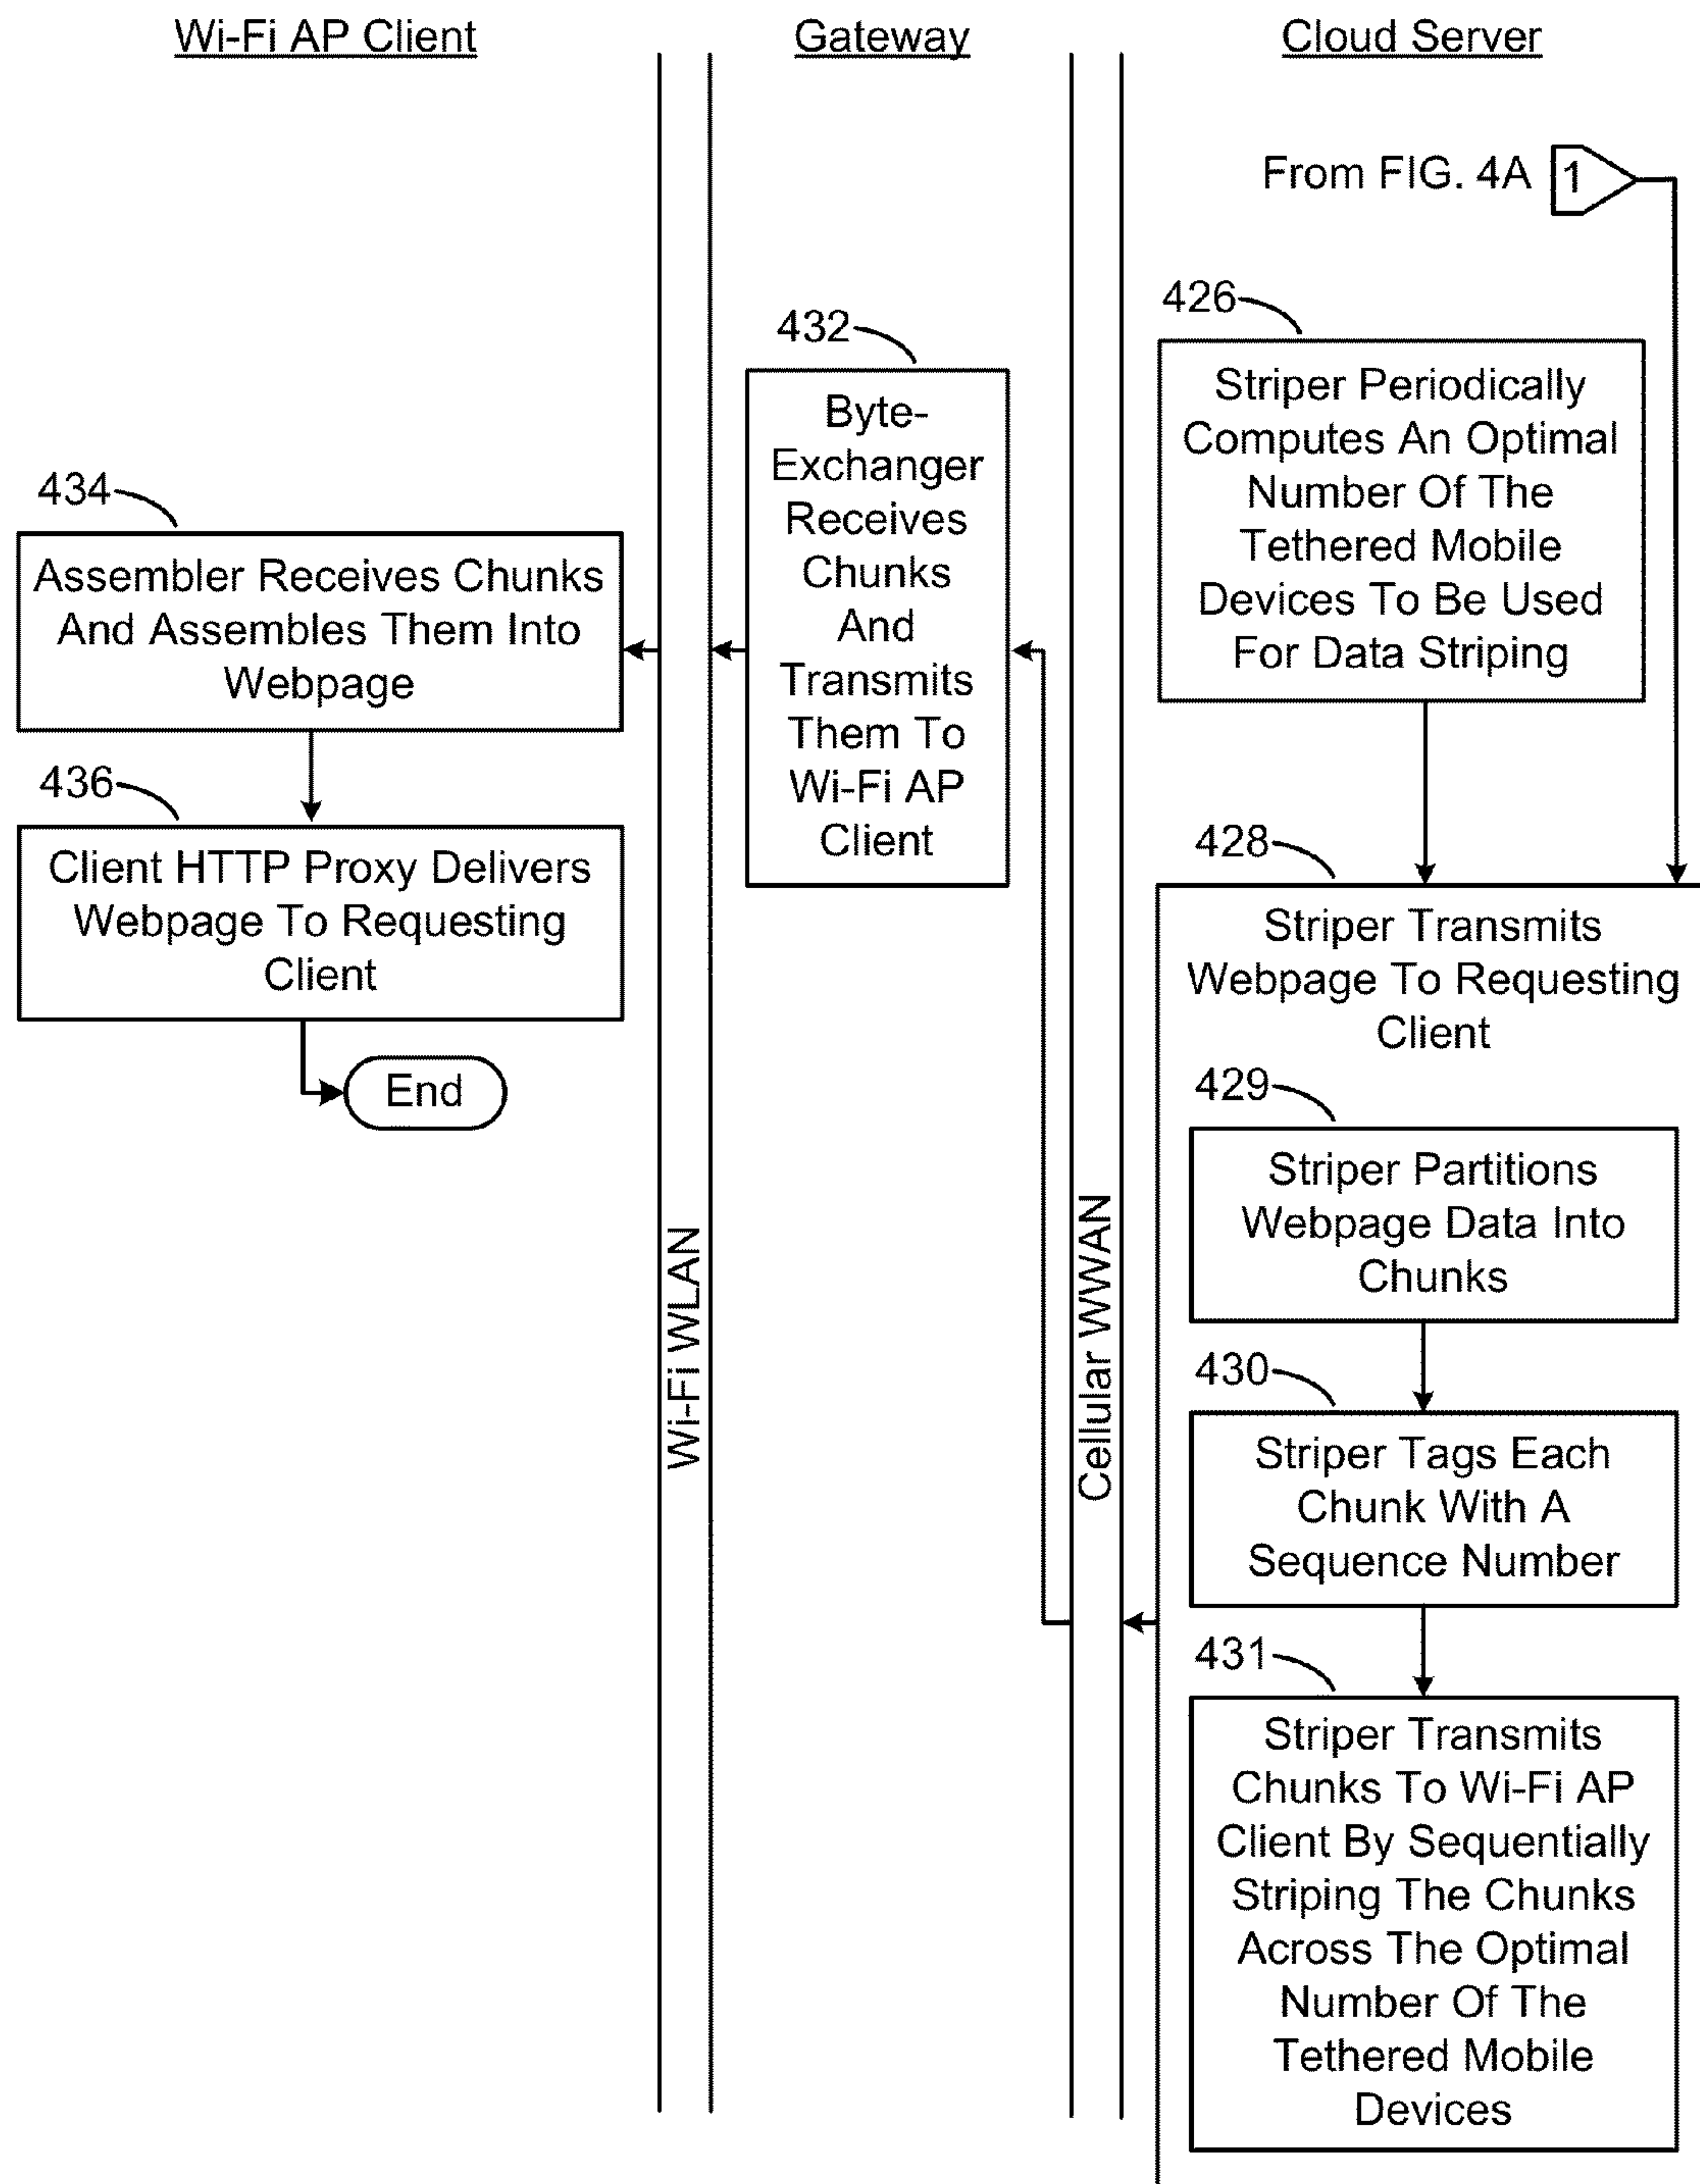 Wi-Fi AP Client
Gateway
Cloud Server
From FIG. 4A
1
426
Striper Periodically
Computes An Optimal
Number Of The
Tethered Mobile
Devices To Be Used
For Data Striping
432
Byte-
Exchanger
Receives
Chunks
And
Transmits
Them To
Wi-Fi AP
Client
434
Assembler Receives Chunks
And Assembles Them Into
Webpage
436
Client HTTP Proxy Delivers
Webpage To Requesting
Client
End
428
Striper Transmits
Webpage To Requesting
Client
429
Striper Partitions
Webpage Data Into
Chunks
430
Striper Tags Each
Chunk With A
Sequence Number
431
Striper Transmits
Chunks To Wi-Fi AP
Client By Sequentially
Striping The Chunks
Across The Optimal
Number Of The
Tethered Mobile
Devices
Wi-Fi WLAN
Cellular WWAN